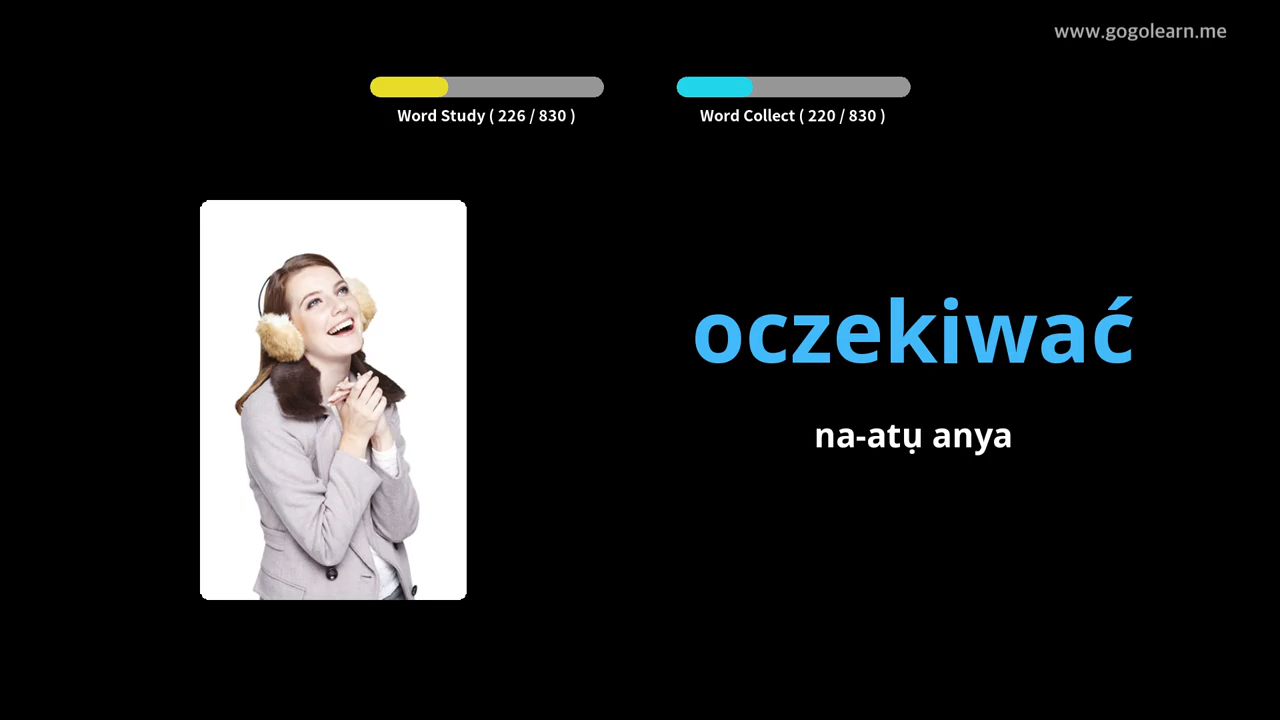 www.gogolearn.me
Word Study ( 226 / 830 )
Word Collect ( 220 / 830 )
oczekiwać
na-atụ anya